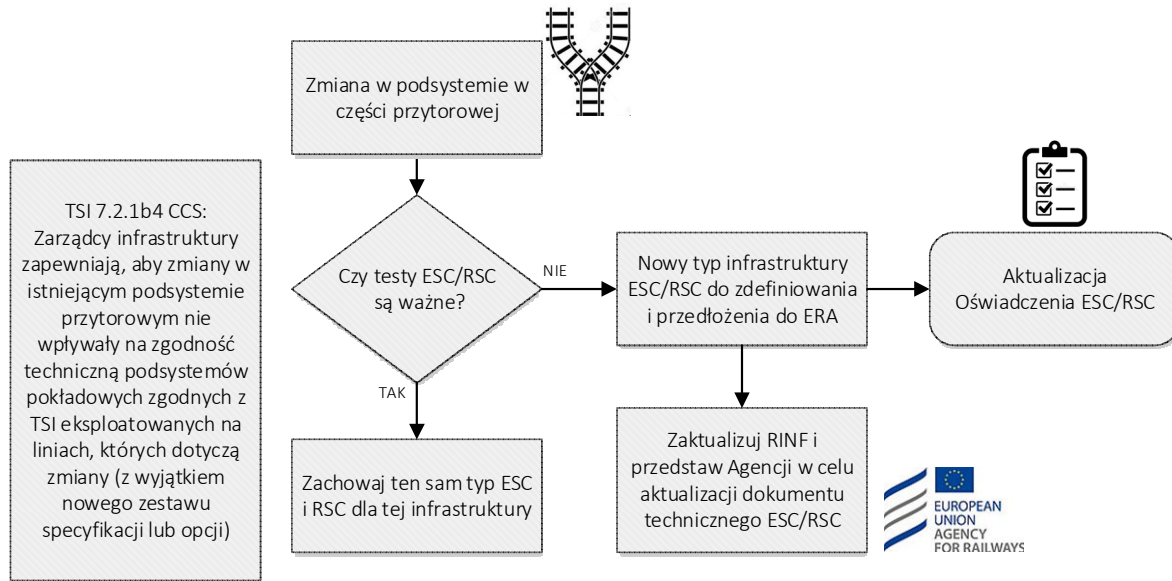 Zmiana w podsystemie w
części przytorowej
TSI 7.2.1b4 CCS:
Zarządcy infrastruktury
zapewniają, aby zmiany w
istniejącym podsystemie
przytorowym nie
wpływały na zgodność
techniczną podsystemów
pokładowych zgodnych z
TSI eksploatowanych na
liniach, których dotyczą
zmiany (z wyjątkiem
nowego zestawu
specyfikacji lub opcji)
Czy testy ESC/RSC
są ważne?
NIE
TAK
Nowy typ infrastruktury
ESC/RSC do zdefiniowania
i przedłożenia do ERA
Aktualizacja
Oświadczenia ESC/RSC
Zachowaj ten sam typ ESC
i RSC dla tej infrastruktury
Zaktualizuj RINF i
przedstaw Agencji w celu
aktualizacji dokumentu
technicznego ESC/RSC
EUROPEAN
UNION
AGENCY
FOR RAILWAYS